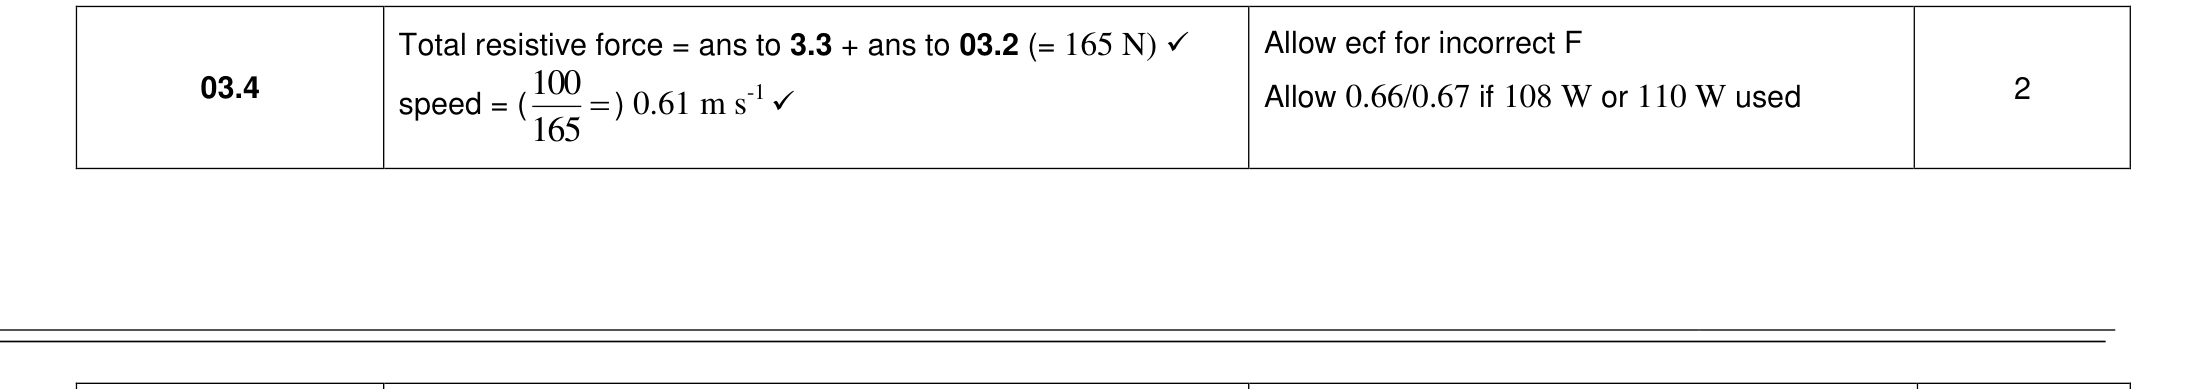 03.4
Total resistive force = ans to 3.3 + ans to 03.2 (= 165 N) ✓
speed = (100/165 =) 0.61 m s⁻¹ ✓
Allow ecf for incorrect F
Allow 0.66/0.67 if 108 W or 110 W used
2